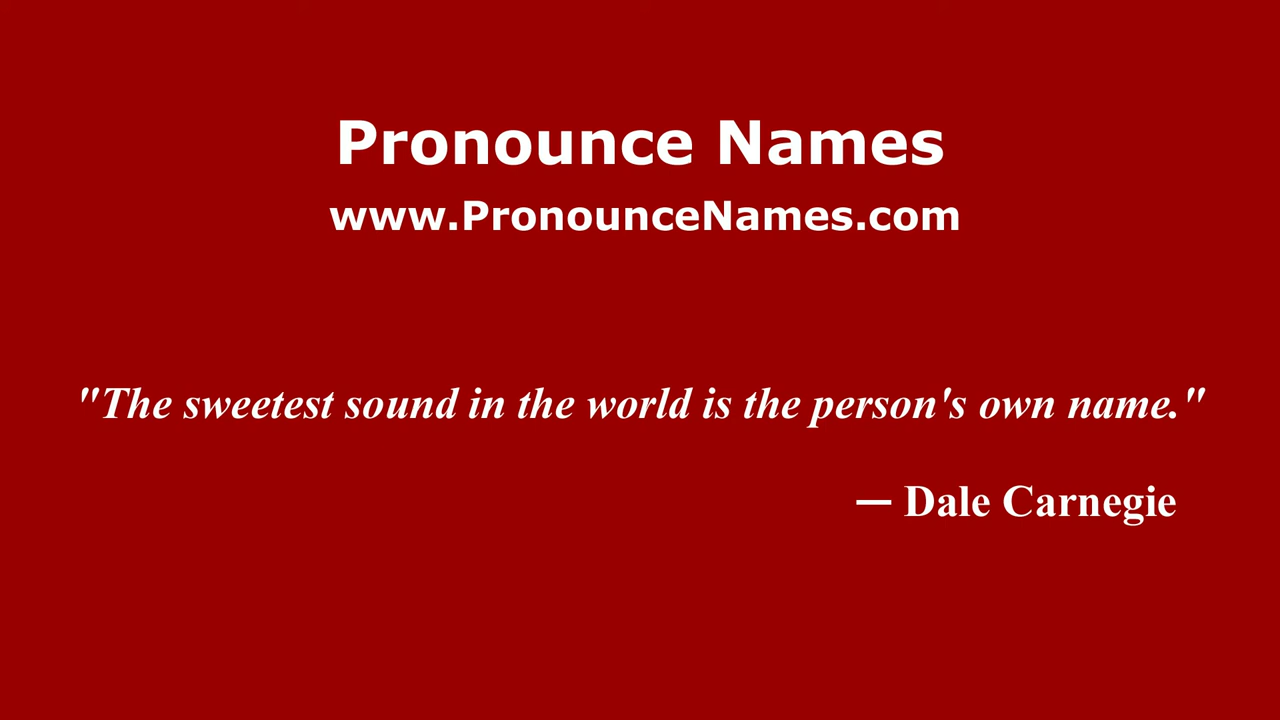 Pronounce Names
www.PronounceNames.com
"The sweetest sound in the world is the person's own name."
— Dale Carnegie